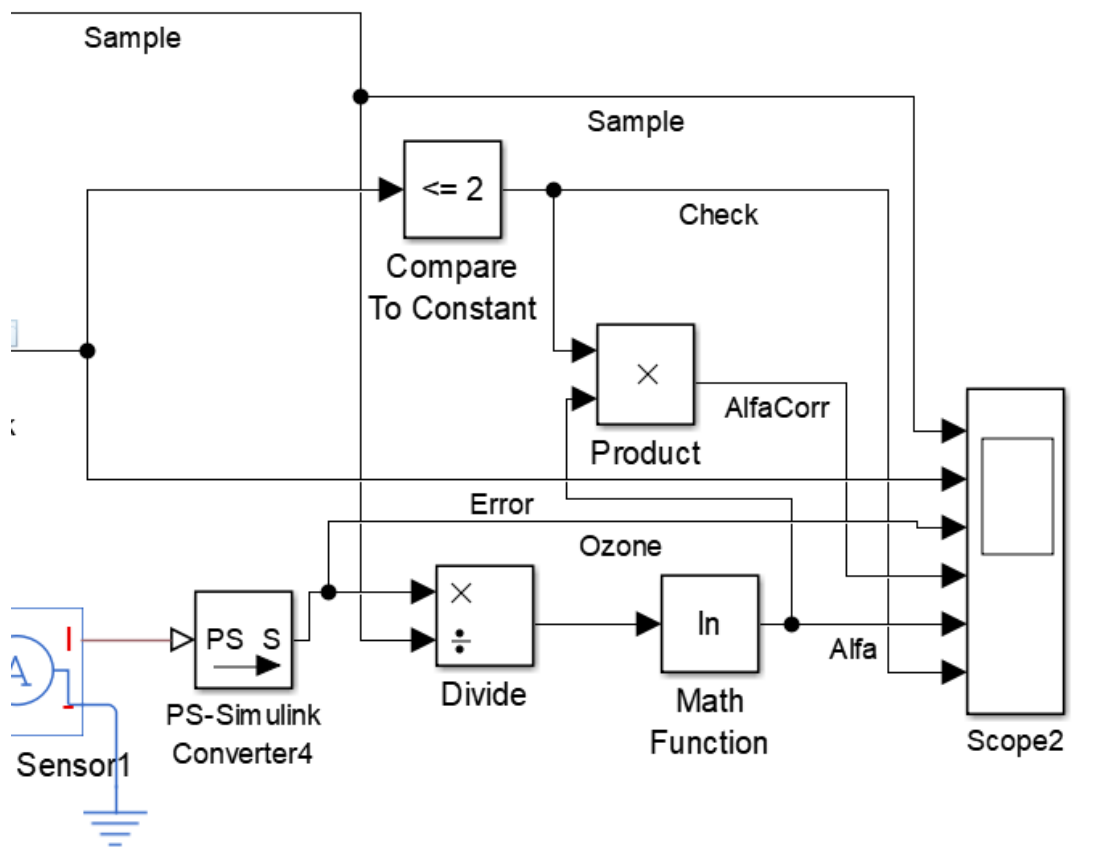 Sample
Sample
<= 2
Check
Compare
To Constant
×
AlfaCorr
Product
Error
Ozone
×
÷
Divide
ln
Alfa
Math
Function
PS S
PS-Simulink
Converter4
I
A
Sensor1
Scope2